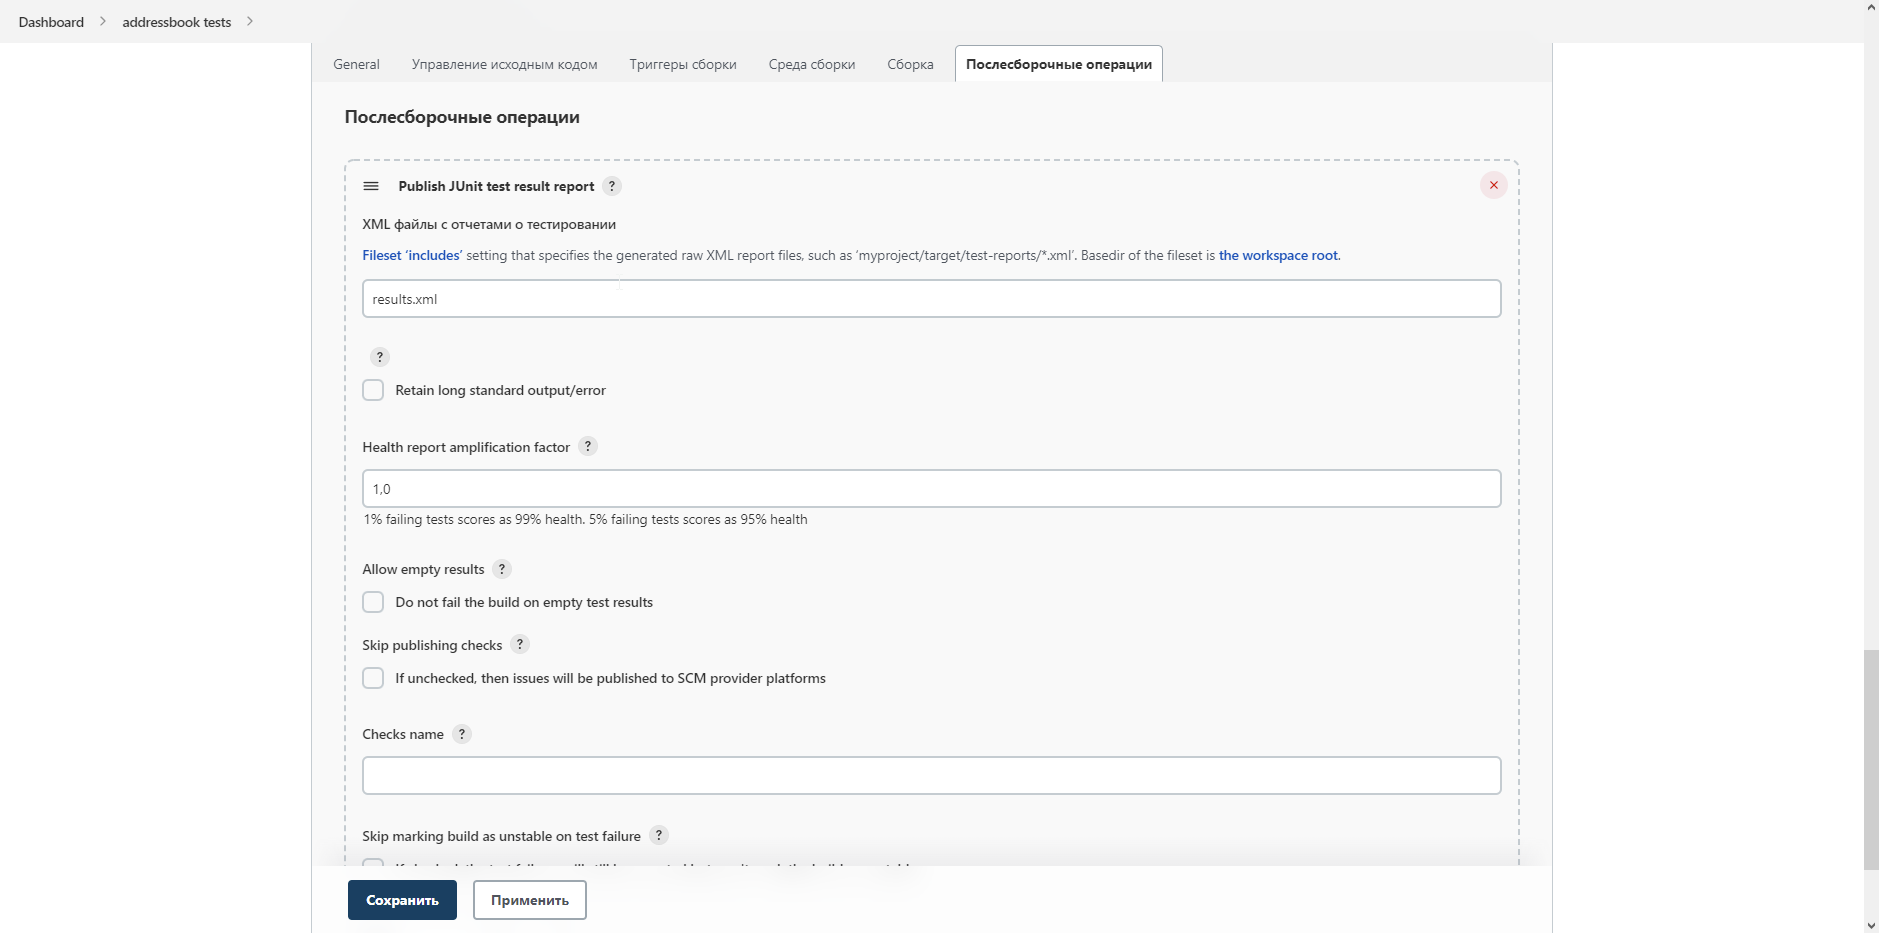 Dashboard > addressbook tests >
General Управление исходным кодом Триггеры сборки Среда сборки Сборка Послесборочные операции
Послесборочные операции
Publish JUnit test result report ?
XML файлы с отчетами о тестировании
Fileset ‘includes’ setting that specifies the generated raw XML report files, such as ‘myproject/target/test-reports/*.xml’. Basedir of the fileset is the workspace root.
results.xml
?
Retain long standard output/error
Health report amplification factor ?
1,0
1% failing tests scores as 99% health. 5% failing tests scores as 95% health
Allow empty results ?
Do not fail the build on empty test results
Skip publishing checks ?
If unchecked, then issues will be published to SCM provider platforms
Checks name ?
Skip marking build as unstable on test failure ?
Сохранить Применить